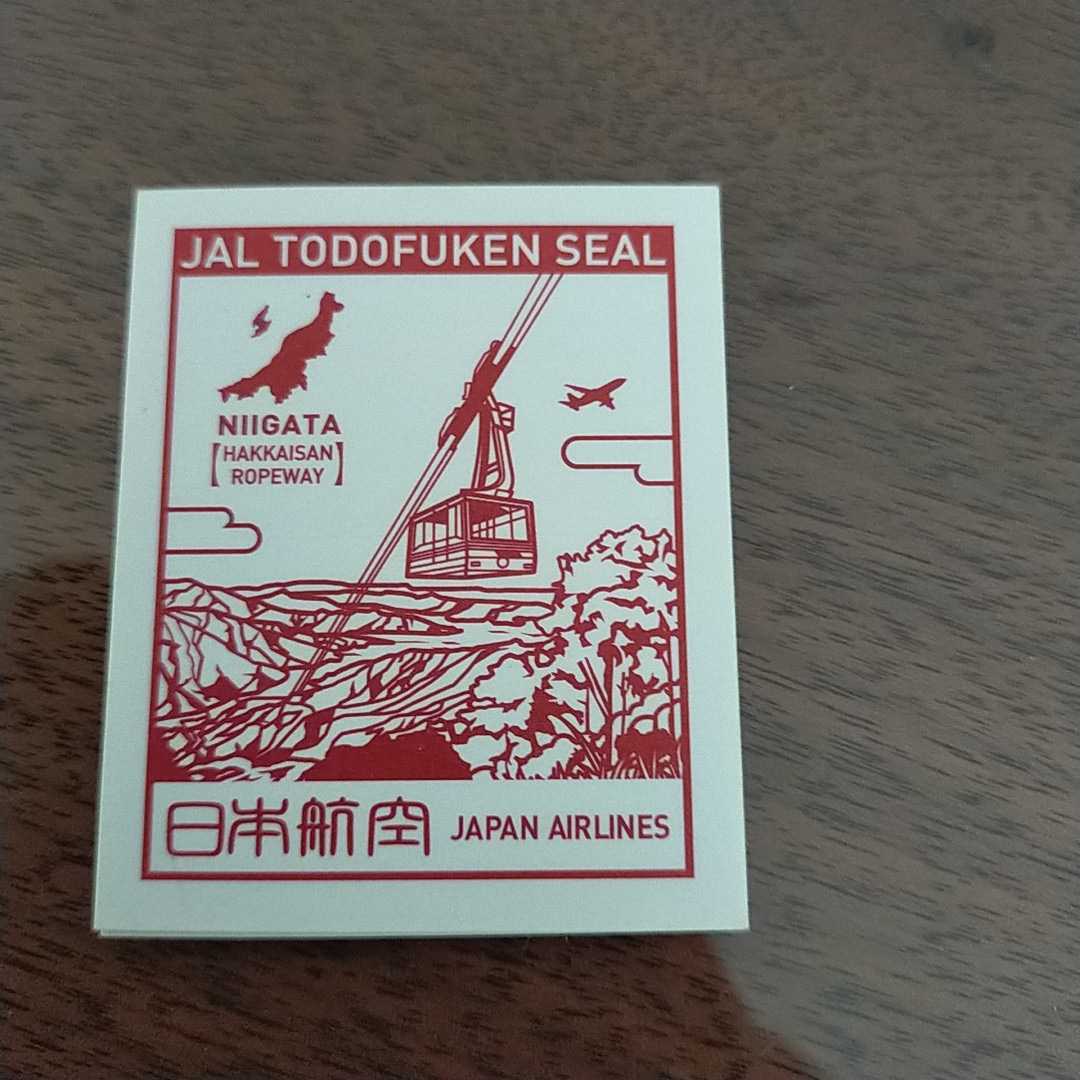 JAL TODOFUKEN SEAL
NIIGATA
[HAKKAISAN
ROPEWAY]
日本航空 JAPAN AIRLINES